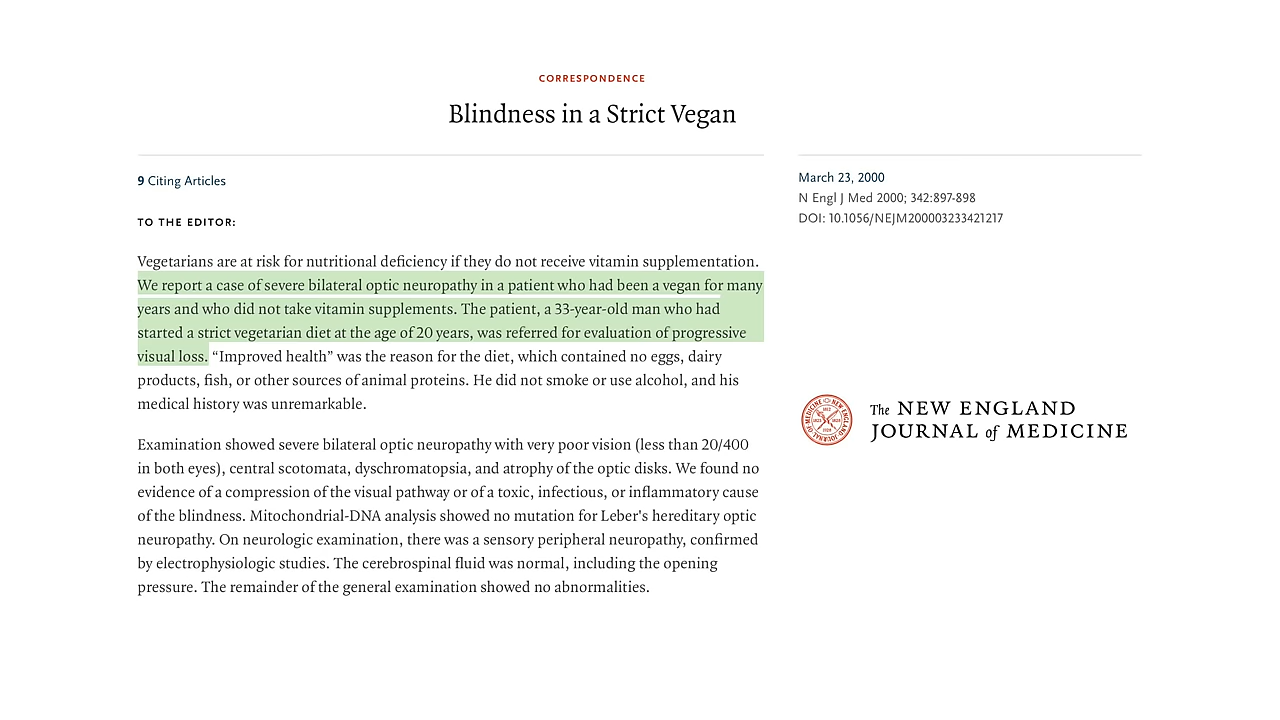 CORRESPONDENCE
Blindness in a Strict Vegan
9 Citing Articles
TO THE EDITOR:
Vegetarians are at risk for nutritional deficiency if they do not receive vitamin supplementation.
We report a case of severe bilateral optic neuropathy in a patient who had been a vegan for many
years and who did not take vitamin supplements. The patient, a 33-year-old man who had
started a strict vegetarian diet at the age of 20 years, was referred for evaluation of progressive
visual loss. “Improved health” was the reason for the diet, which contained no eggs, dairy
products, fish, or other sources of animal proteins. He did not smoke or use alcohol, and his
medical history was unremarkable.
Examination showed severe bilateral optic neuropathy with very poor vision (less than 20/400
in both eyes), central scotomata, dyschromatopsia, and atrophy of the optic disks. We found no
evidence of a compression of the visual pathway or of a toxic, infectious, or inflammatory cause
of the blindness. Mitochondrial-DNA analysis showed no mutation for Leber's hereditary optic
neuropathy. On neurologic examination, there was a sensory peripheral neuropathy, confirmed
by electrophysiologic studies. The cerebrospinal fluid was normal, including the opening
pressure. The remainder of the general examination showed no abnormalities.
March 23, 2000
N Engl J Med 2000; 342:897-898
DOI: 10.1056/NEJM200003233421217
The NEW ENGLAND
JOURNAL of MEDICINE